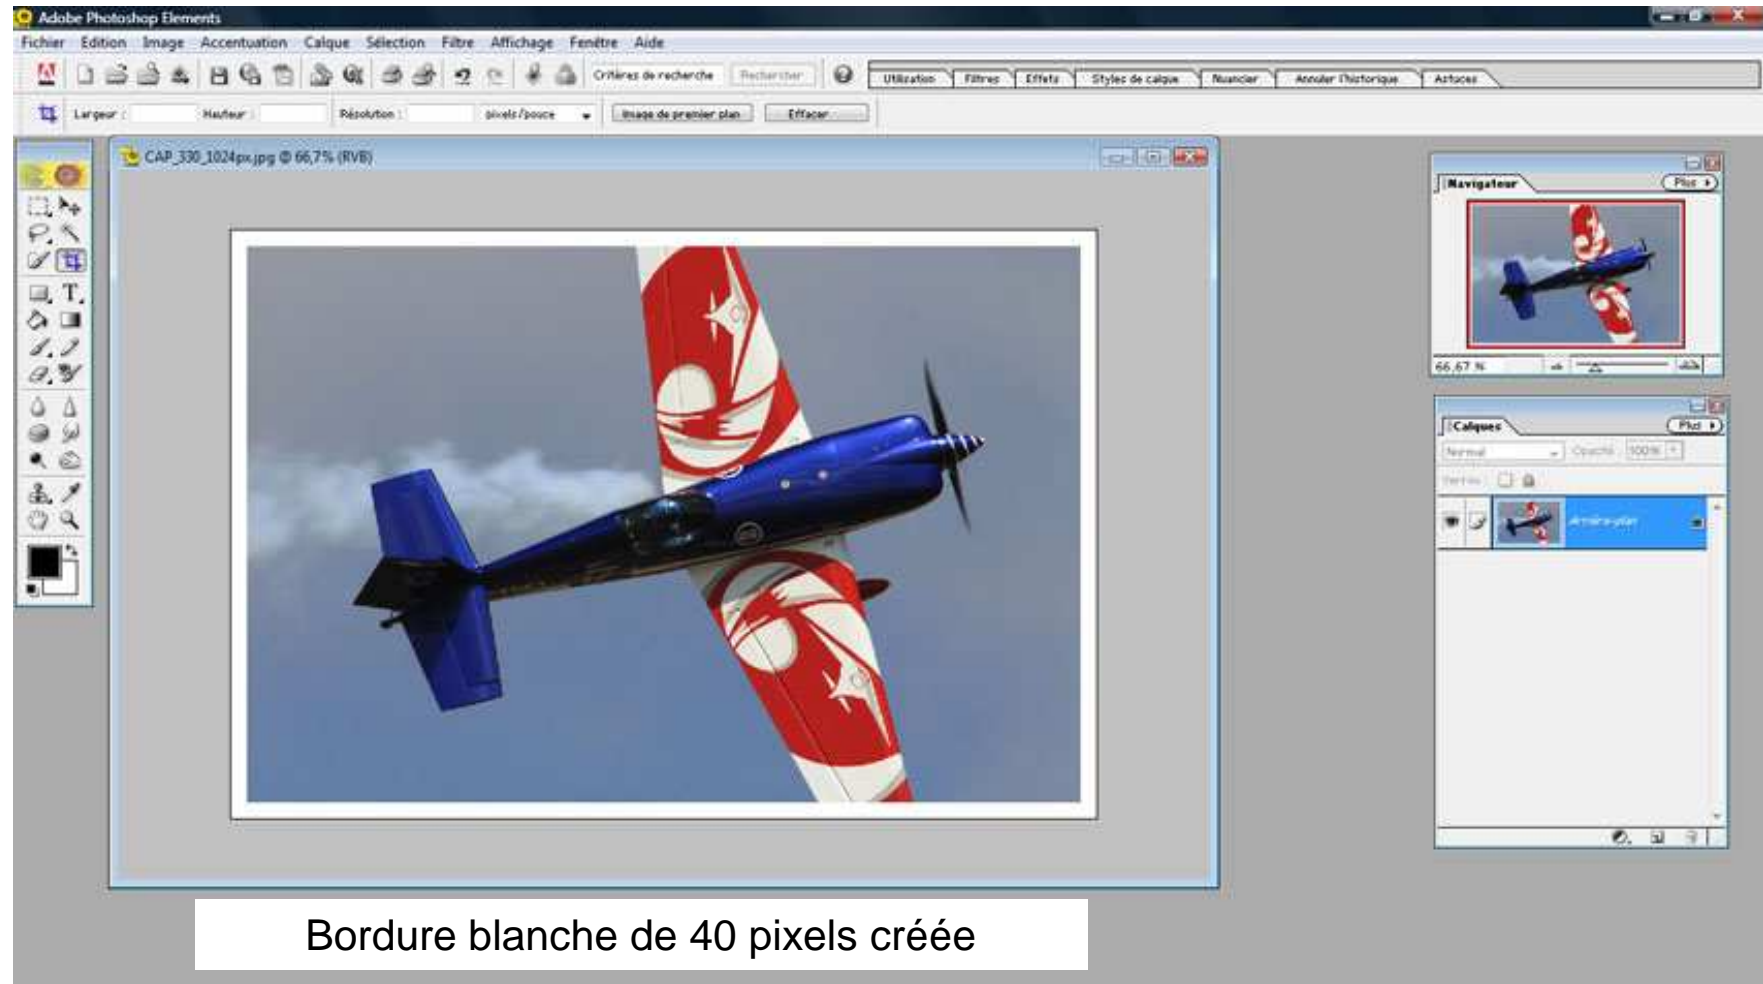 Adobe Photoshop Elements
Fichier Edition Image Accentuation Calque Sélection Filtre Affichage Fenêtre Aide
Critères de recherche Rechercher Utilisation Filtres Effets Styles de calque Nuancier Annuler l'historique Astuces
Largeur : Hauteur : Résolution : pixels/pouce Image de premier plan Effacer
CAP_330_1024px.jpg @ 66,7% (RVB)
Navigateur Plus
66,67 %
Calques Plus
Normal Opacité : 100%
Arrière-plan
Bordure blanche de 40 pixels créée